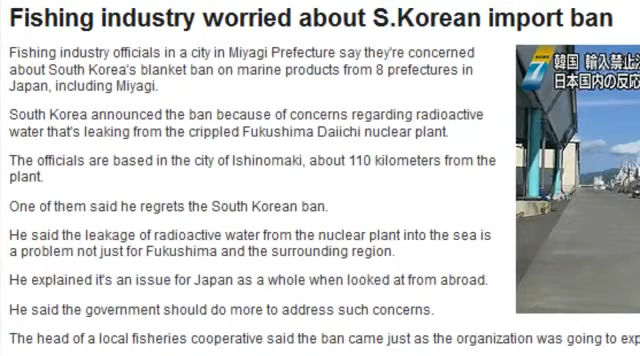 Fishing industry worried about S.Korean import ban
Fishing industry officials in a city in Miyagi Prefecture say they're concerned
about South Korea's blanket ban on marine products from 8 prefectures in
Japan, including Miyagi.
South Korea announced the ban because of concerns regarding radioactive
water that's leaking from the crippled Fukushima Daiichi nuclear plant.
The officials are based in the city of Ishinomaki, about 110 kilometers from the
plant.
One of them said he regrets the South Korean ban.
He said the leakage of radioactive water from the nuclear plant into the sea is
a problem not just for Fukushima and the surrounding region.
He explained it's an issue for Japan as a whole when looked at from abroad.
He said the government should do more to address such concerns.
The head of a local fisheries cooperative said the ban came just as the organization was going to exp
NEWS
7
韓国 輸入禁止
日本国内の反応